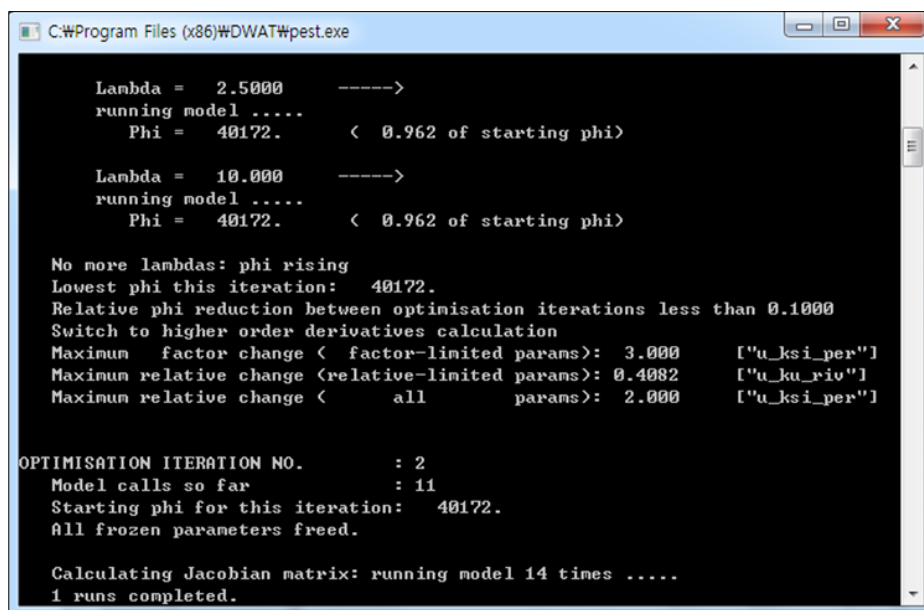 C:₩Program Files (x86)₩DWAT₩pest.exe
Lambda =   2.5000      ----->
running model .....
Phi =   40172.      (  0.962 of starting phi)
Lambda =   10.000      ----->
running model .....
Phi =   40172.      (  0.962 of starting phi)
No more lambdas: phi rising
Lowest phi this iteration:   40172.
Relative phi reduction between optimisation iterations less than 0.1000
Switch to higher order derivatives calculation
Maximum   factor change (  factor-limited params):  3.000      ["u_ksi_per"]
Maximum relative change (relative-limited params): 0.4082      ["u_ku_riv"]
Maximum relative change (      all        params):  2.000      ["u_ksi_per"]
OPTIMISATION ITERATION NO.        : 2
Model calls so far             : 11
Starting phi for this iteration:   40172.
All frozen parameters freed.
Calculating Jacobian matrix: running model 14 times .....
1 runs completed.